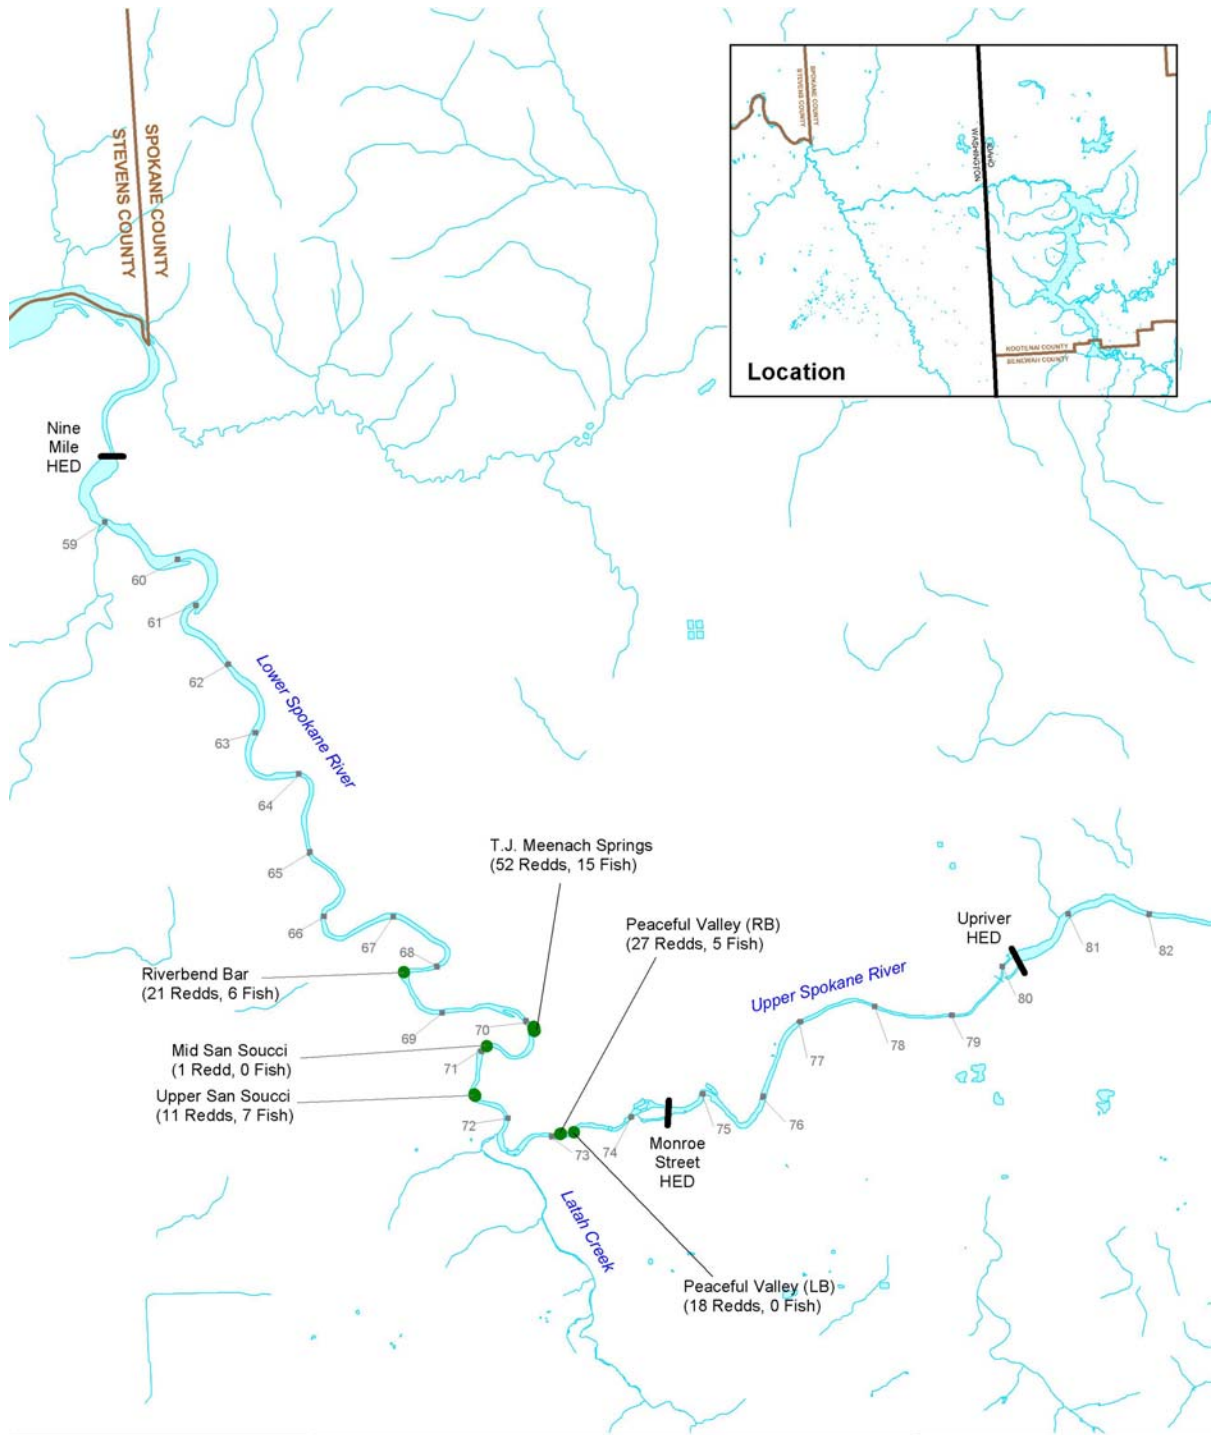 STEVENS COUNTY
SPOKANE COUNTY
STEVENS COUNTY
SPOKANE COUNTY
WASHINGTON
IDAHO
KOOTENAI COUNTY
BENEWAH COUNTY
Location
Nine
Mile
HED
59
60
61
62
63
64
65
66
67
68
69
70
71
72
73
74
75
76
77
78
79
80
81
82
Lower Spokane River
T.J. Meenach Springs
(52 Redds, 15 Fish)
Peaceful Valley (RB)
(27 Redds, 5 Fish)
Upriver
HED
Upper Spokane River
Riverbend Bar
(21 Redds, 6 Fish)
Mid San Soucci
(1 Redd, 0 Fish)
Upper San Soucci
(11 Redds, 7 Fish)
Monroe
Street
HED
Latah Creek
Peaceful Valley (LB)
(18 Redds, 0 Fish)